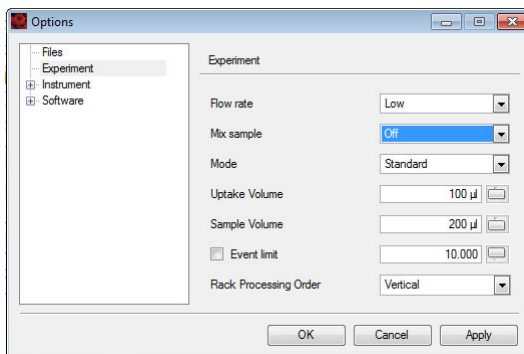 Options
Files
Experiment
Instrument
Software
Experiment
Flow rate Low
Mix sample Off
Mode Standard
Uptake Volume 100 µl
Sample Volume 200 µl
Event limit 10.000
Rack Processing Order Vertical
OK Cancel Apply